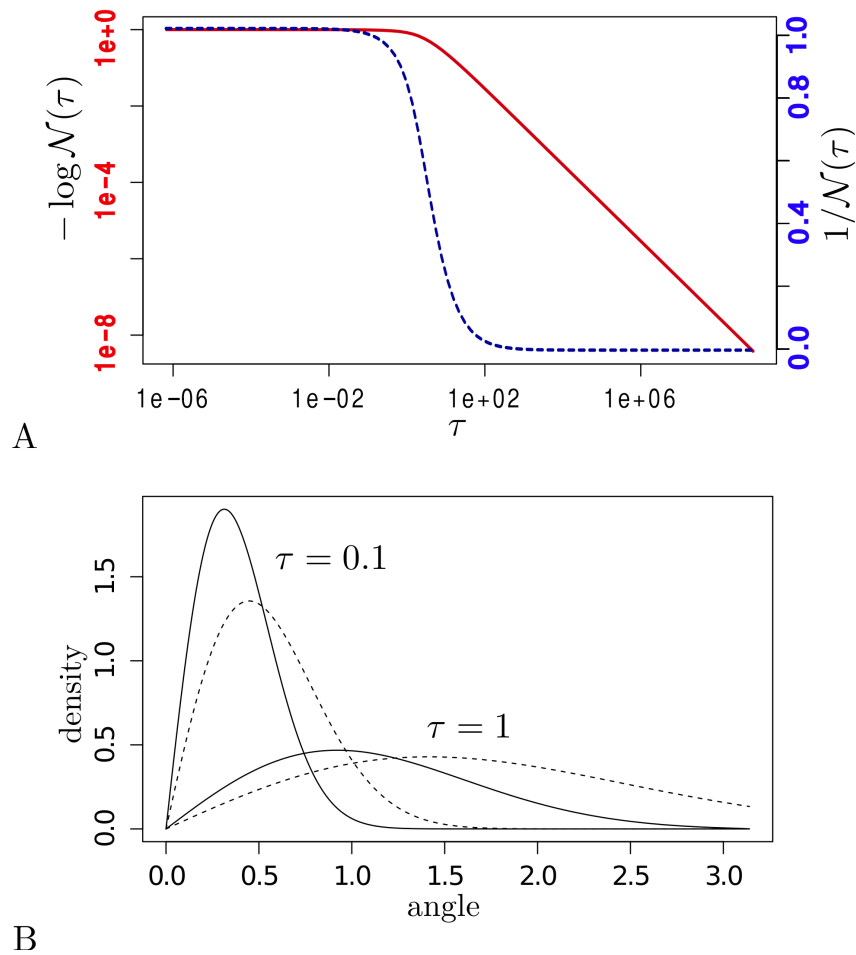 1e+0
1e-4
1e-8
− log 𝒩(τ)
1.0
0.8
0.4
0.0
1/𝒩(τ)
1e-06
1e-02
1e+02
1e+06
τ
A
τ = 0.1
τ = 1
1.5
1.0
0.5
0.0
density
0.0
0.5
1.0
1.5
2.0
2.5
3.0
angle
B